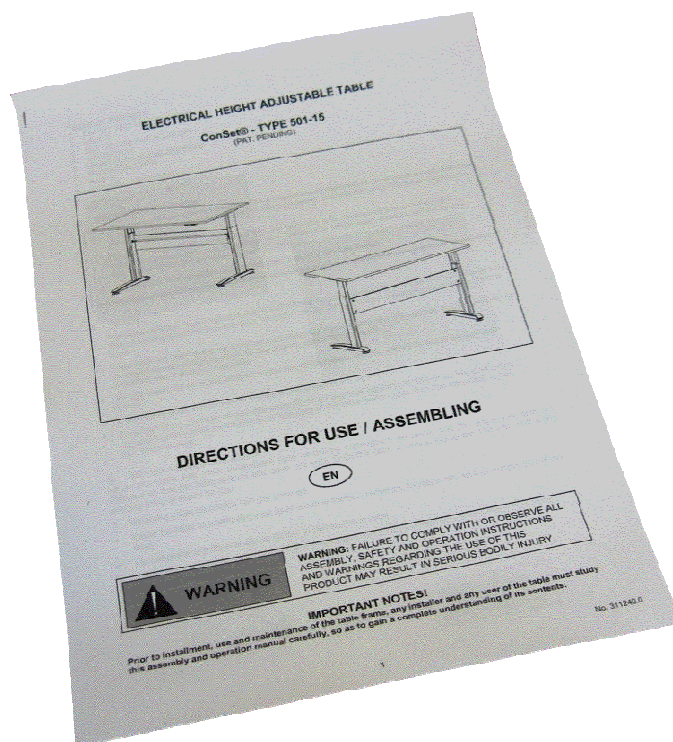 ELECTRICAL HEIGHT ADJUSTABLE TABLE
ConSet® - TYPE 501-15
(PAT. PENDING)
DIRECTIONS FOR USE / ASSEMBLING
EN
WARNING
WARNING: FAILURE TO COMPLY WITH OR OBSERVE ALL
ASSEMBLY, SAFETY AND OPERATION INSTRUCTIONS
AND WARNINGS REGARDING THE USE OF THIS
PRODUCT MAY RESULT IN SERIOUS BODILY INJURY
IMPORTANT NOTES!
Prior to installment, use and maintenance of the table frame, any installer and any user of the table must study
this assembly and operation manual carefully, so as to gain a complete understanding of its contents.
No. 311240.0
1